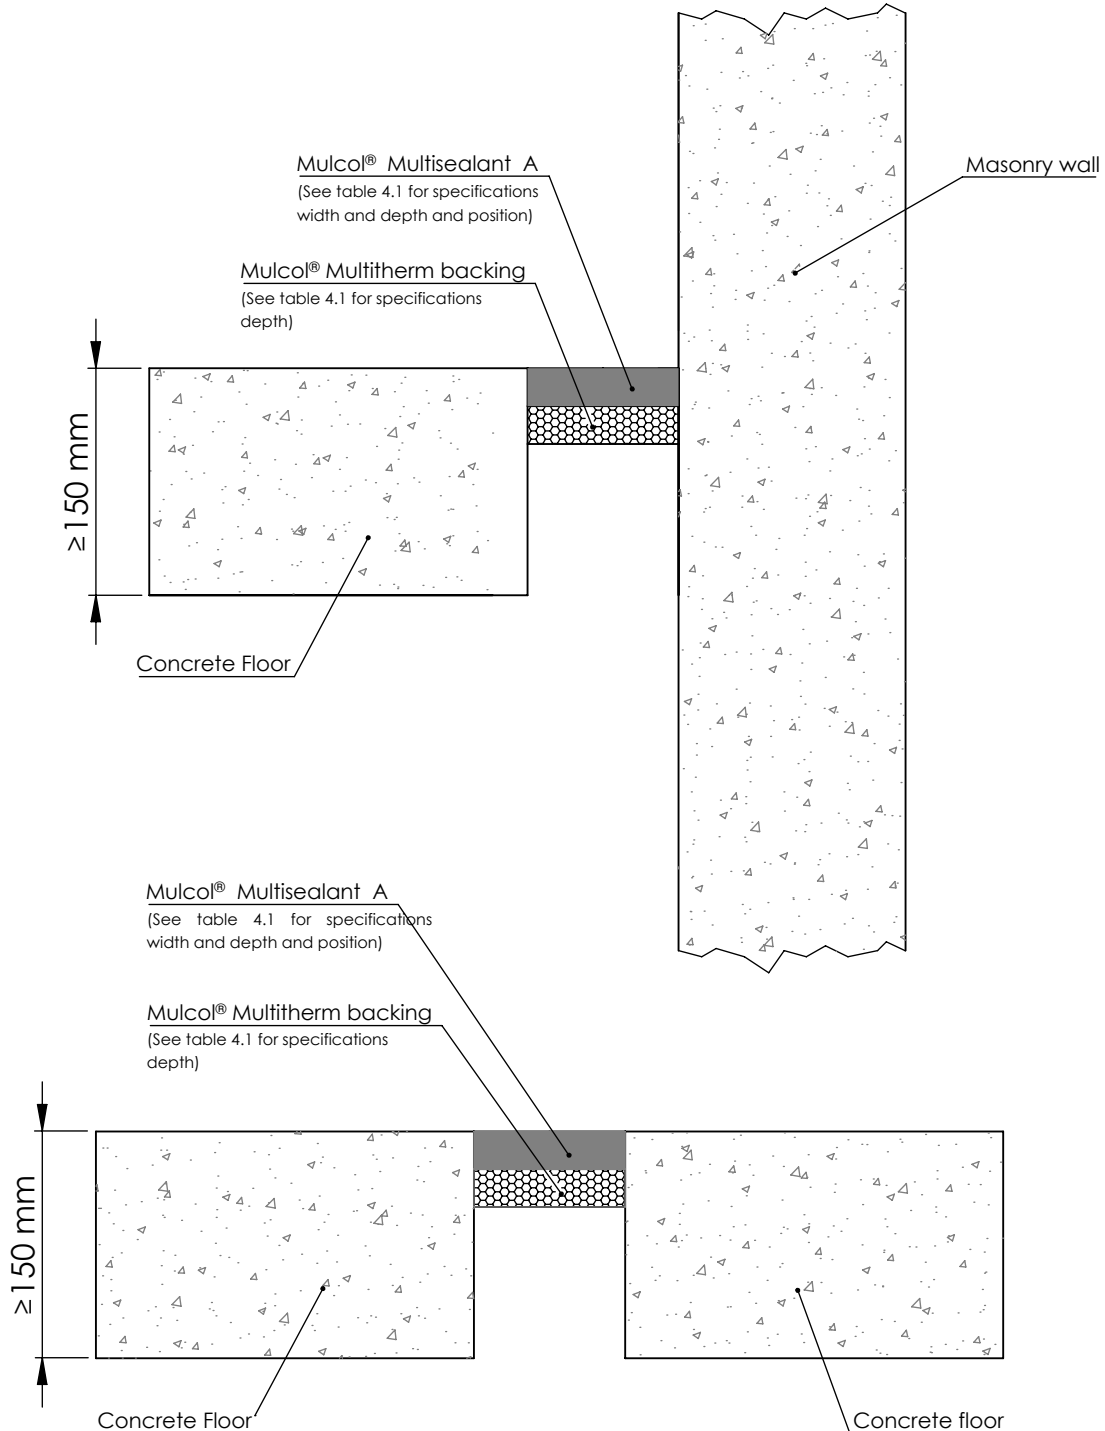 Mulcol® Multisealant A
(See table 4.1 for specifications
width and depth and position)
Masonry wall
Mulcol® Multitherm backing
(See table 4.1 for specifications
depth)
≥150 mm
Concrete Floor
Mulcol® Multisealant A
(See table 4.1 for specifications
width and depth and position)
Mulcol® Multitherm backing
(See table 4.1 for specifications
depth)
≥150 mm
Concrete Floor
Concrete floor